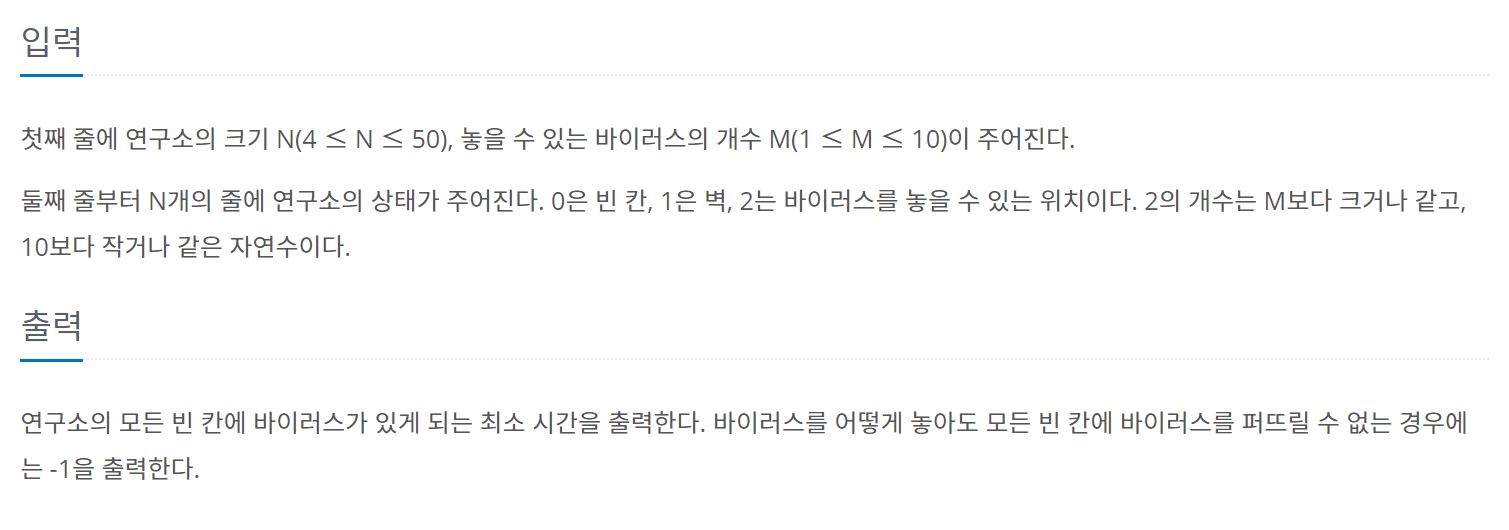 입력
첫째 줄에 연구소의 크기 N(4 ≤ N ≤ 50), 놓을 수 있는 바이러스의 개수 M(1 ≤ M ≤ 10)이 주어진다.
둘째 줄부터 N개의 줄에 연구소의 상태가 주어진다. 0은 빈 칸, 1은 벽, 2는 바이러스를 놓을 수 있는 위치이다. 2의 개수는 M보다 크거나 같고,
10보다 작거나 같은 자연수이다.
출력
연구소의 모든 빈 칸에 바이러스가 있게 되는 최소 시간을 출력한다. 바이러스를 어떻게 놓아도 모든 빈 칸에 바이러스를 퍼뜨릴 수 없는 경우에
는 -1을 출력한다.